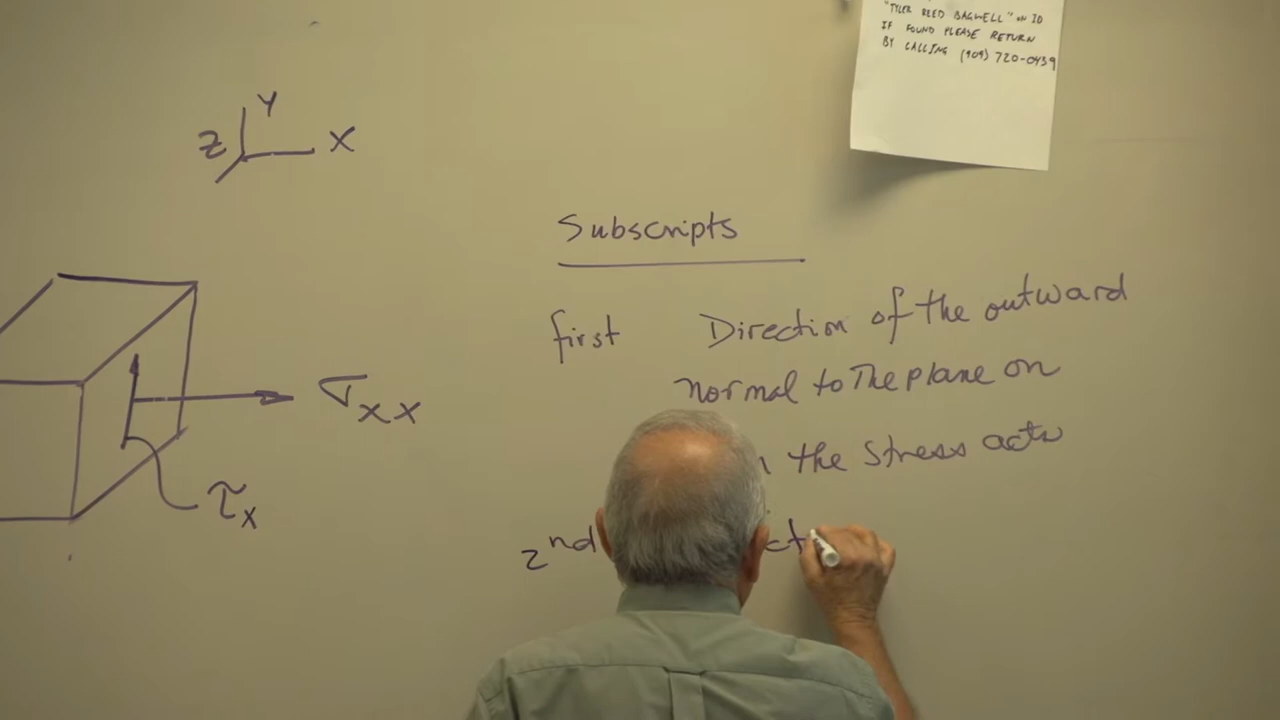 "TYLER REED BAGWELL" on ID
IF FOUND PLEASE RETURN
BY CALLING (909) 720-0439
Y
Z X
Subscripts
first Direction of the outward
normal to The plane on
the stress acts
2nd
σxx
τx